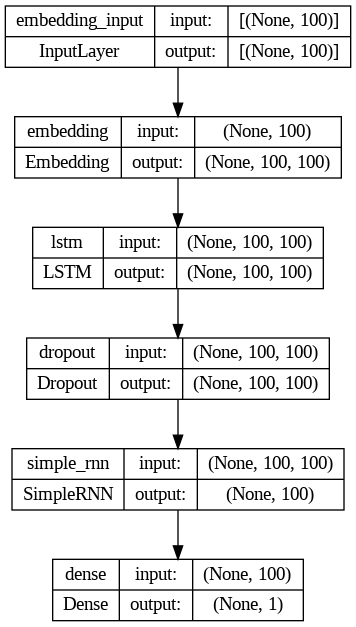 embedding_input input: [(None, 100)]
InputLayer output: [(None, 100)]
embedding input: (None, 100)
Embedding output: (None, 100, 100)
lstm input: (None, 100, 100)
LSTM output: (None, 100, 100)
dropout input: (None, 100, 100)
Dropout output: (None, 100, 100)
simple_rnn input: (None, 100, 100)
SimpleRNN output: (None, 100)
dense input: (None, 100)
Dense output: (None, 1)